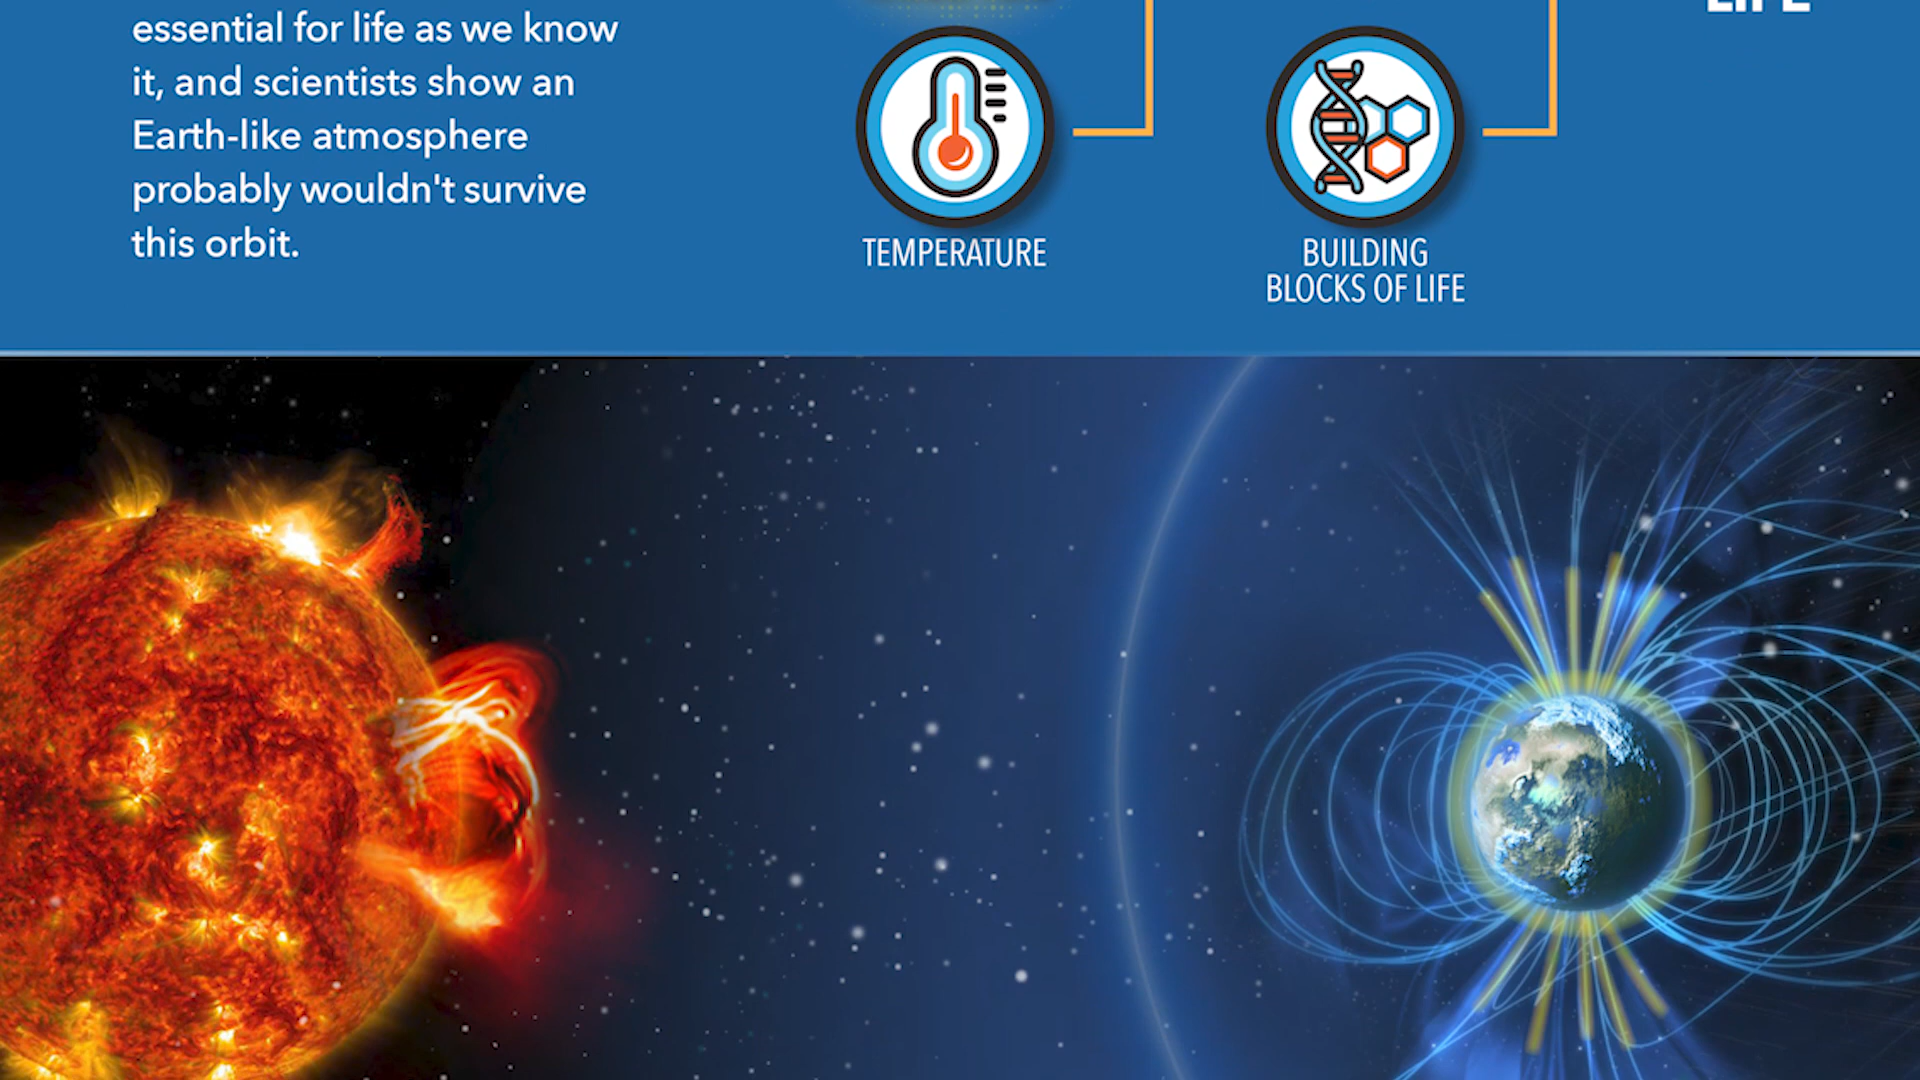 essential for life as we know
it, and scientists show an
Earth-like atmosphere
probably wouldn't survive
this orbit.
LIFE
TEMPERATURE
BUILDING
BLOCKS OF LIFE